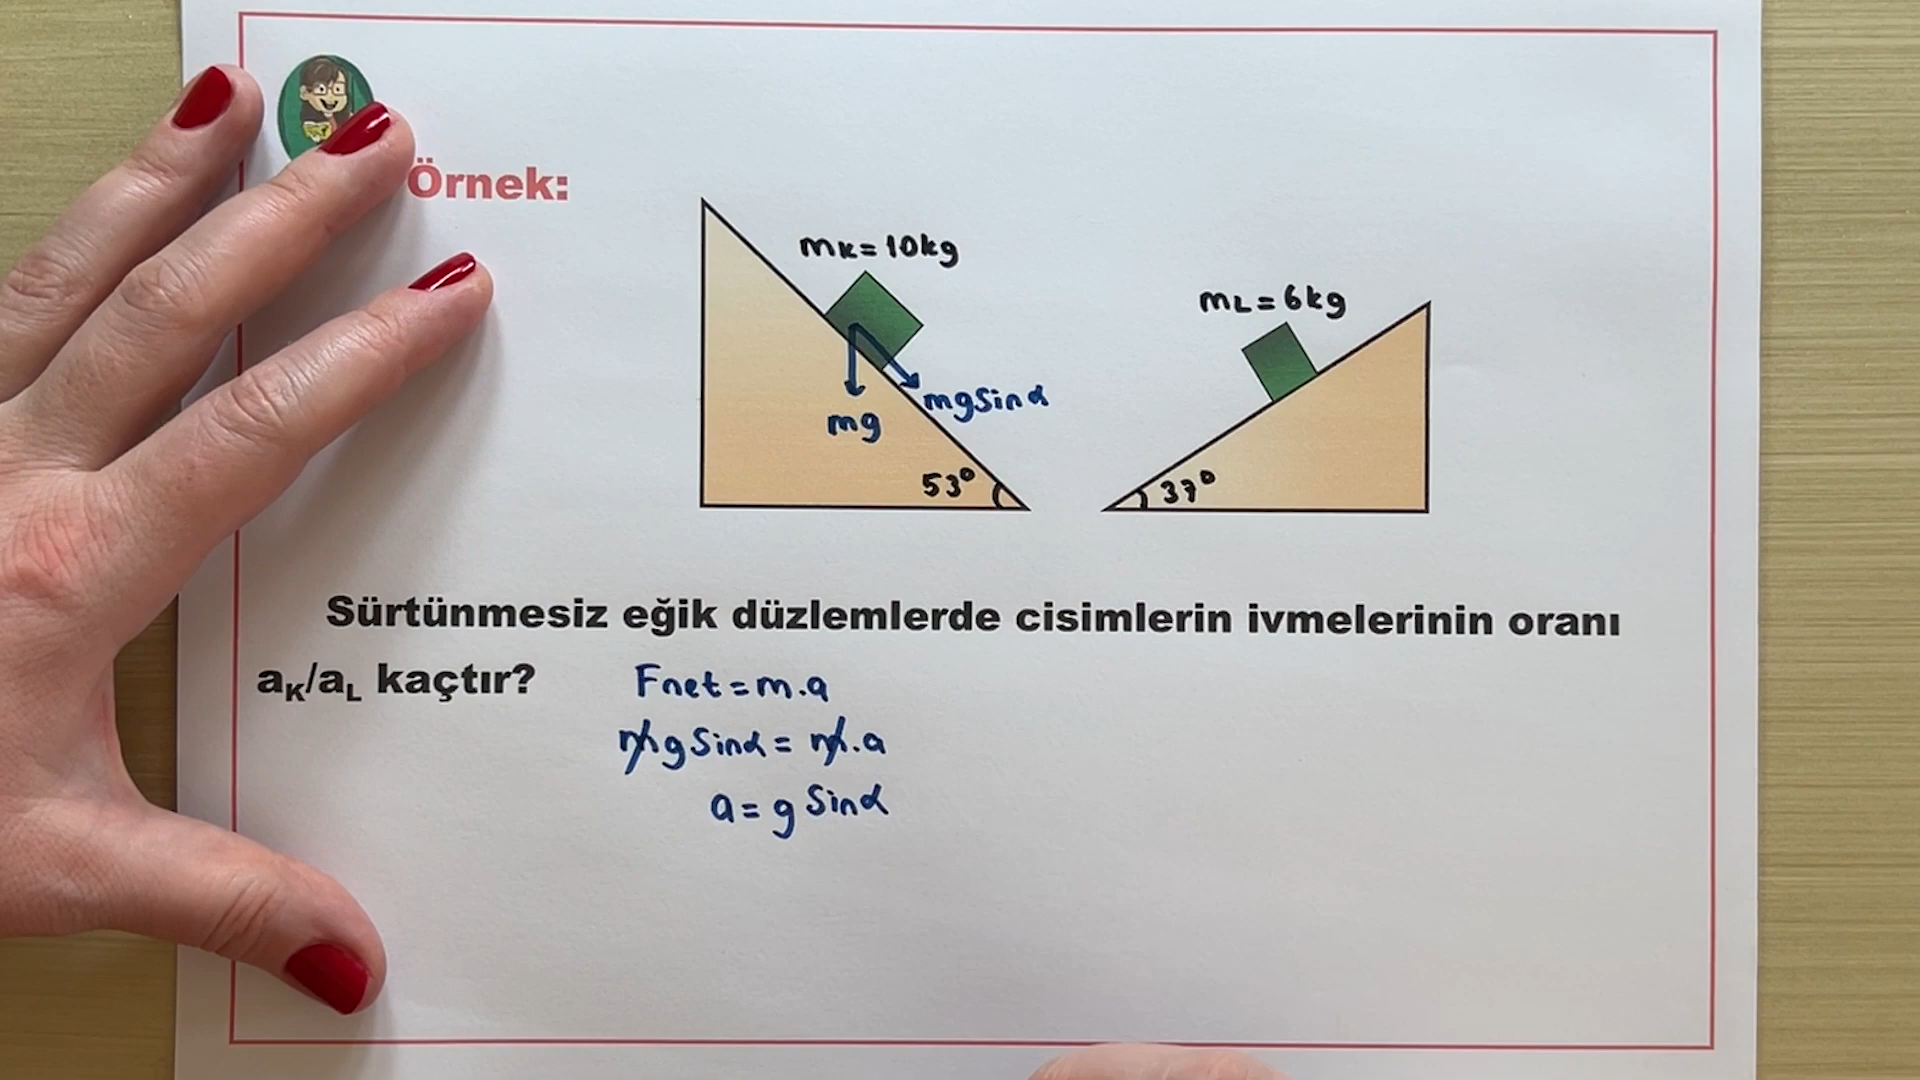 Örnek:
mK=10kg
mL=6kg
mgSinα
mg
53°
37°
Sürtünmesiz eğik düzlemlerde cisimlerin ivmelerinin oranı
aK/aL kaçtır?
Fnet=m.a
mgSinα=m.a
a=gSinα